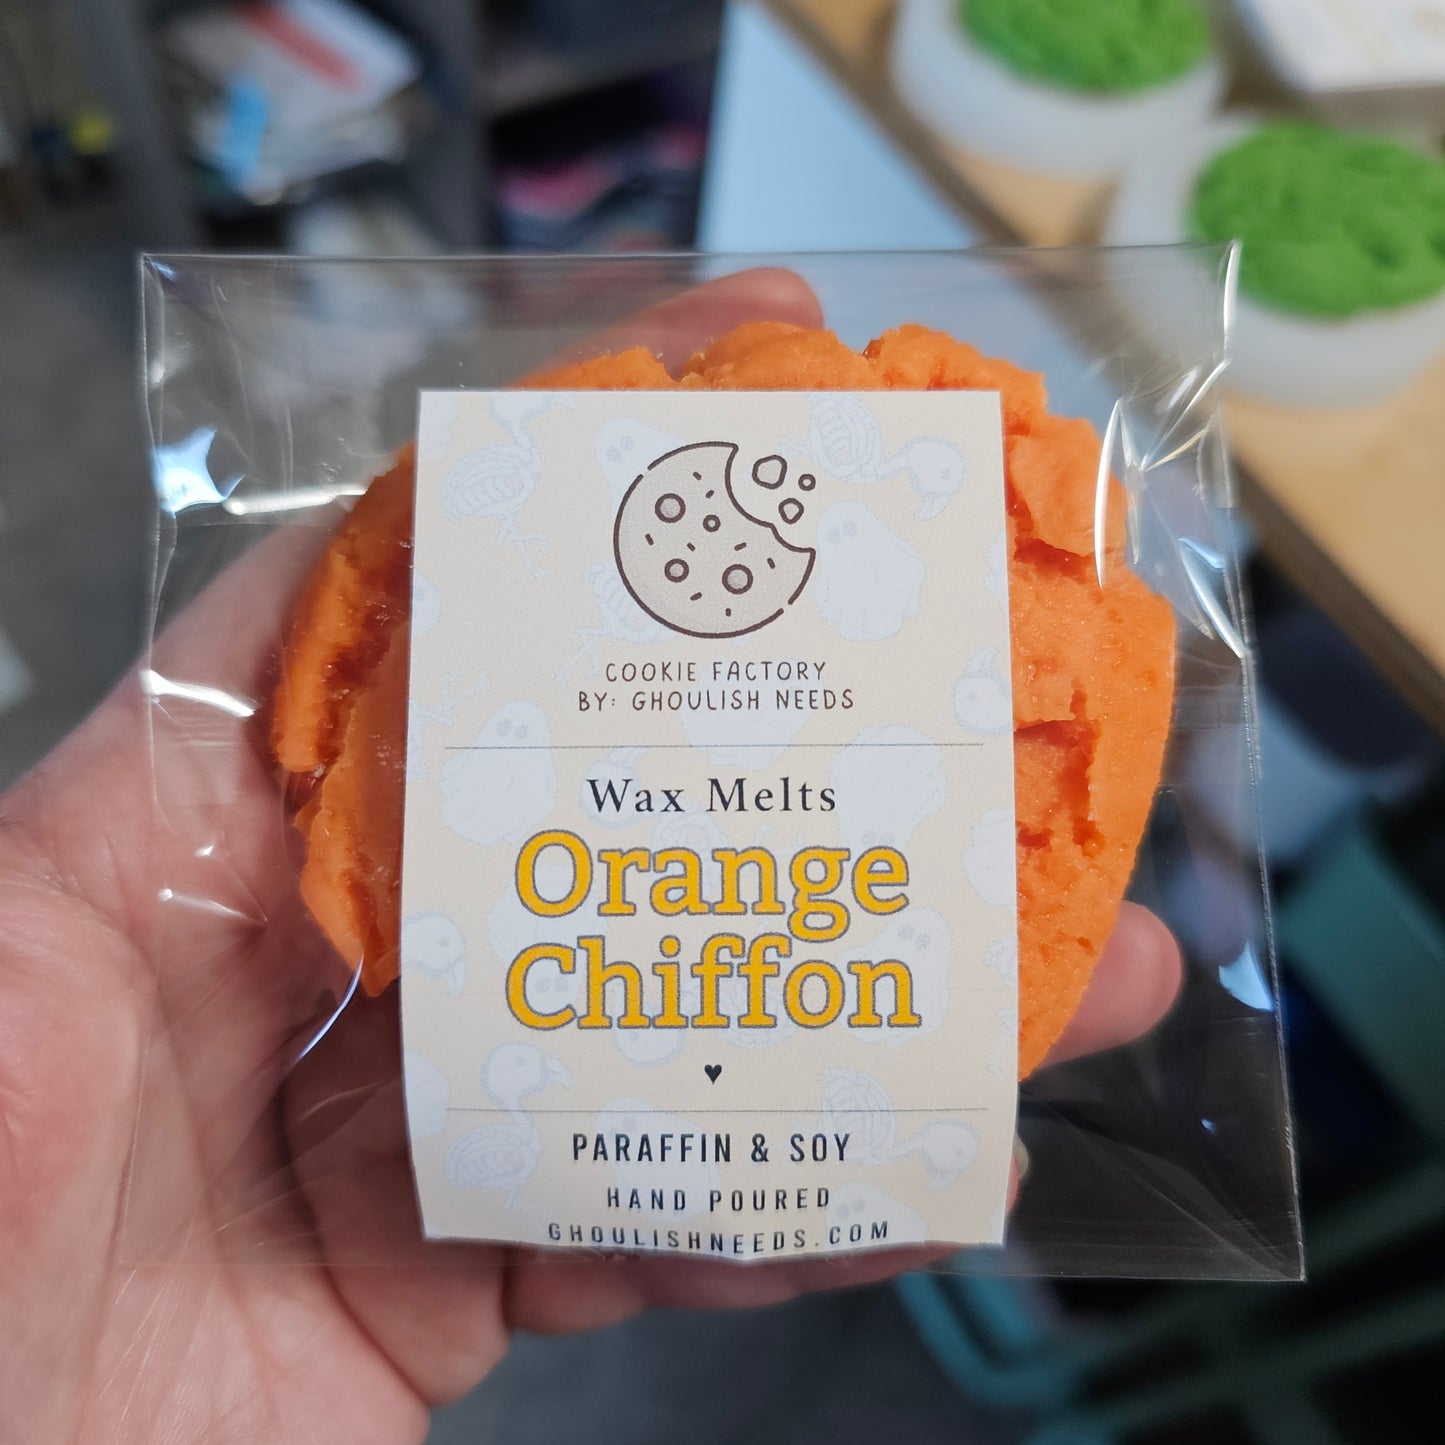 COOKIE FACTORY
BY: GHOULISH NEEDS
Wax Melts
Orange
Chiffon
PARAFFIN & SOY
HAND POURED
GHOULISHNEEDS.COM